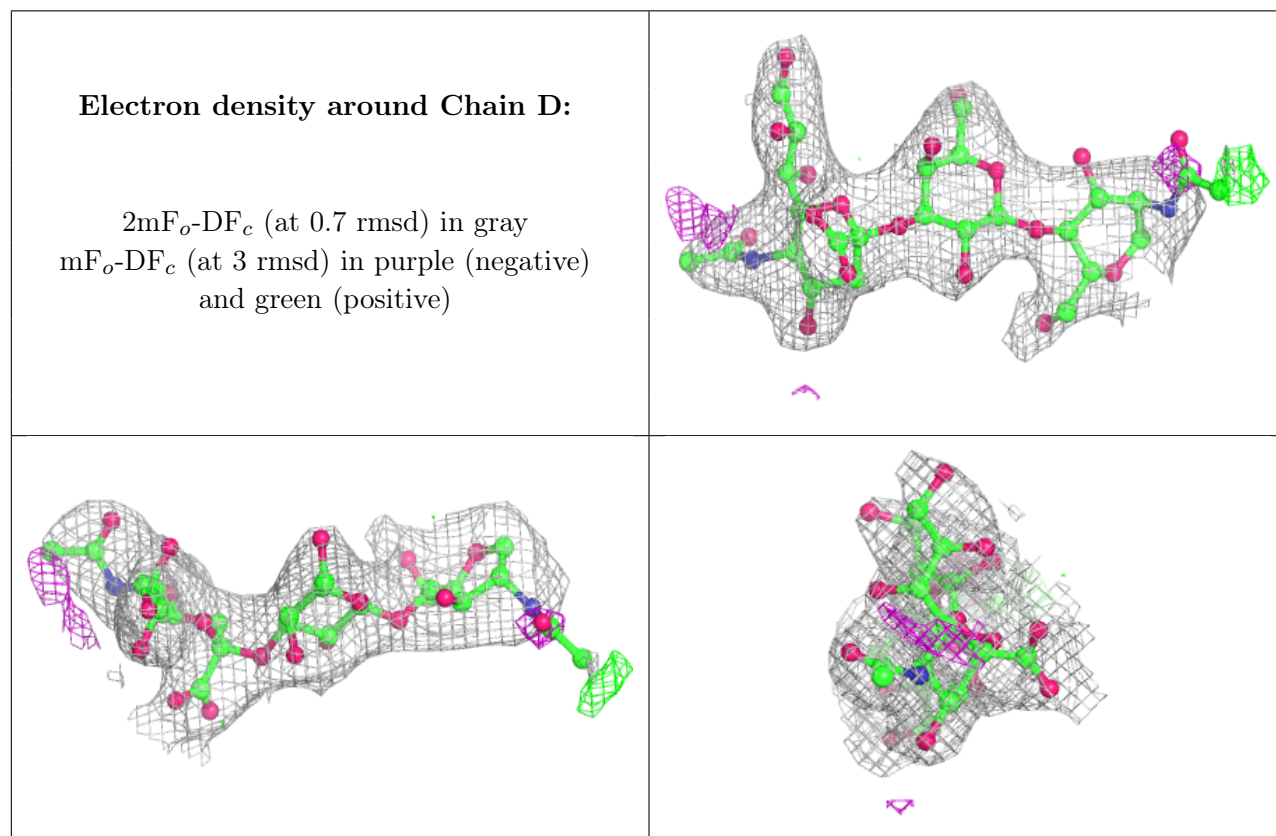 Electron density around Chain D:
2mFₒ-DF𝒸 (at 0.7 rmsd) in gray
mFₒ-DF𝒸 (at 3 rmsd) in purple (negative)
and green (positive)